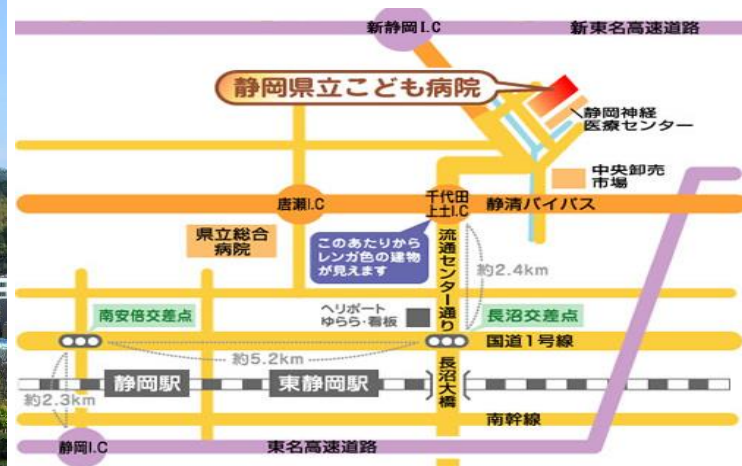 新静岡I.C
新東名高速道路
静岡県立こども病院
静岡神経
医療センター
中央卸売
市場
唐瀬I.C
千代田
上土I.C
静清バイパス
県立総合
病院
このあたりから
レンガ色の建物
が見えます
流通センター通り
約2.4km
南安倍交差点
ヘリポート
ゆらら・看板
長沼交差点
国道1号線
約5.2km
静岡駅
東静岡駅
長沼大橋
約2.3km
南幹線
静岡I.C
東名高速道路